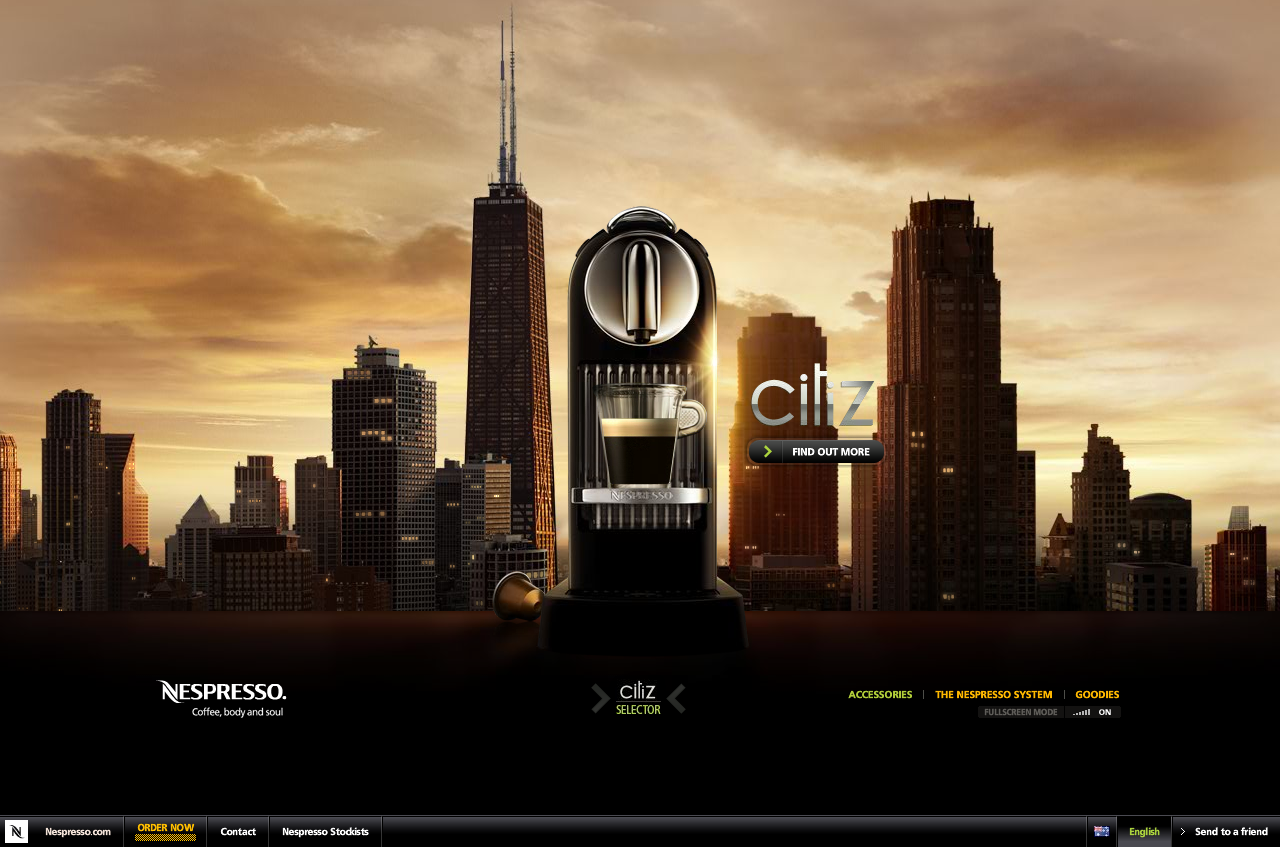 citiz
FIND OUT MORE
NESPRESSO
NESPRESSO.
Coffee, body and soul
citiz
SELECTOR
ACCESSORIES
THE NESPRESSO SYSTEM
GOODIES
FULLSCREEN MODE
ON
N
Nespresso.com
ORDER NOW
Contact
Nespresso Stockists
English
Send to a friend